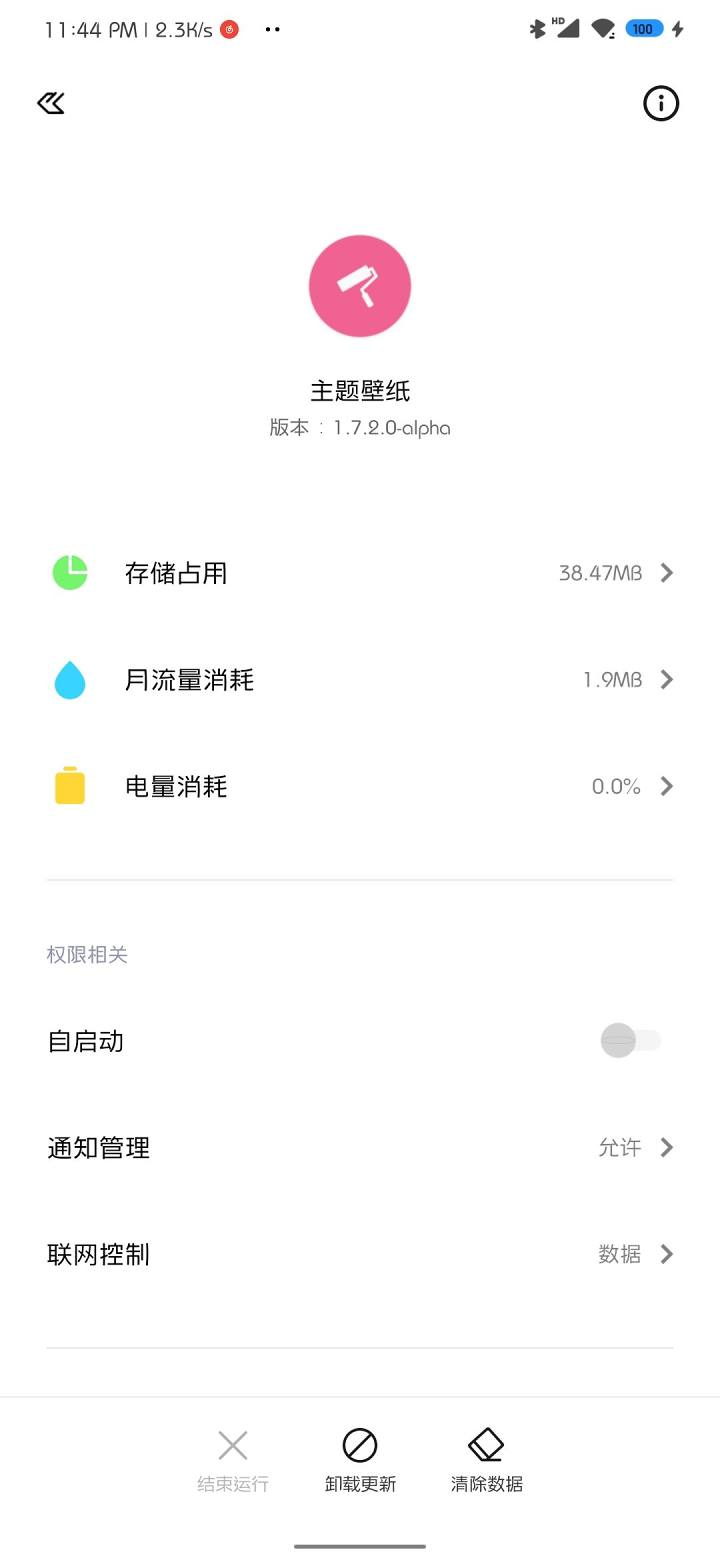 11:44 PM | 2.3K/s
HD
100
主题壁纸
版本：1.7.2.0-alpha
存储占用 38.47MB
月流量消耗 1.9MB
电量消耗 0.0%
权限相关
自启动
通知管理 允许
联网控制 数据
结束运行 卸载更新 清除数据